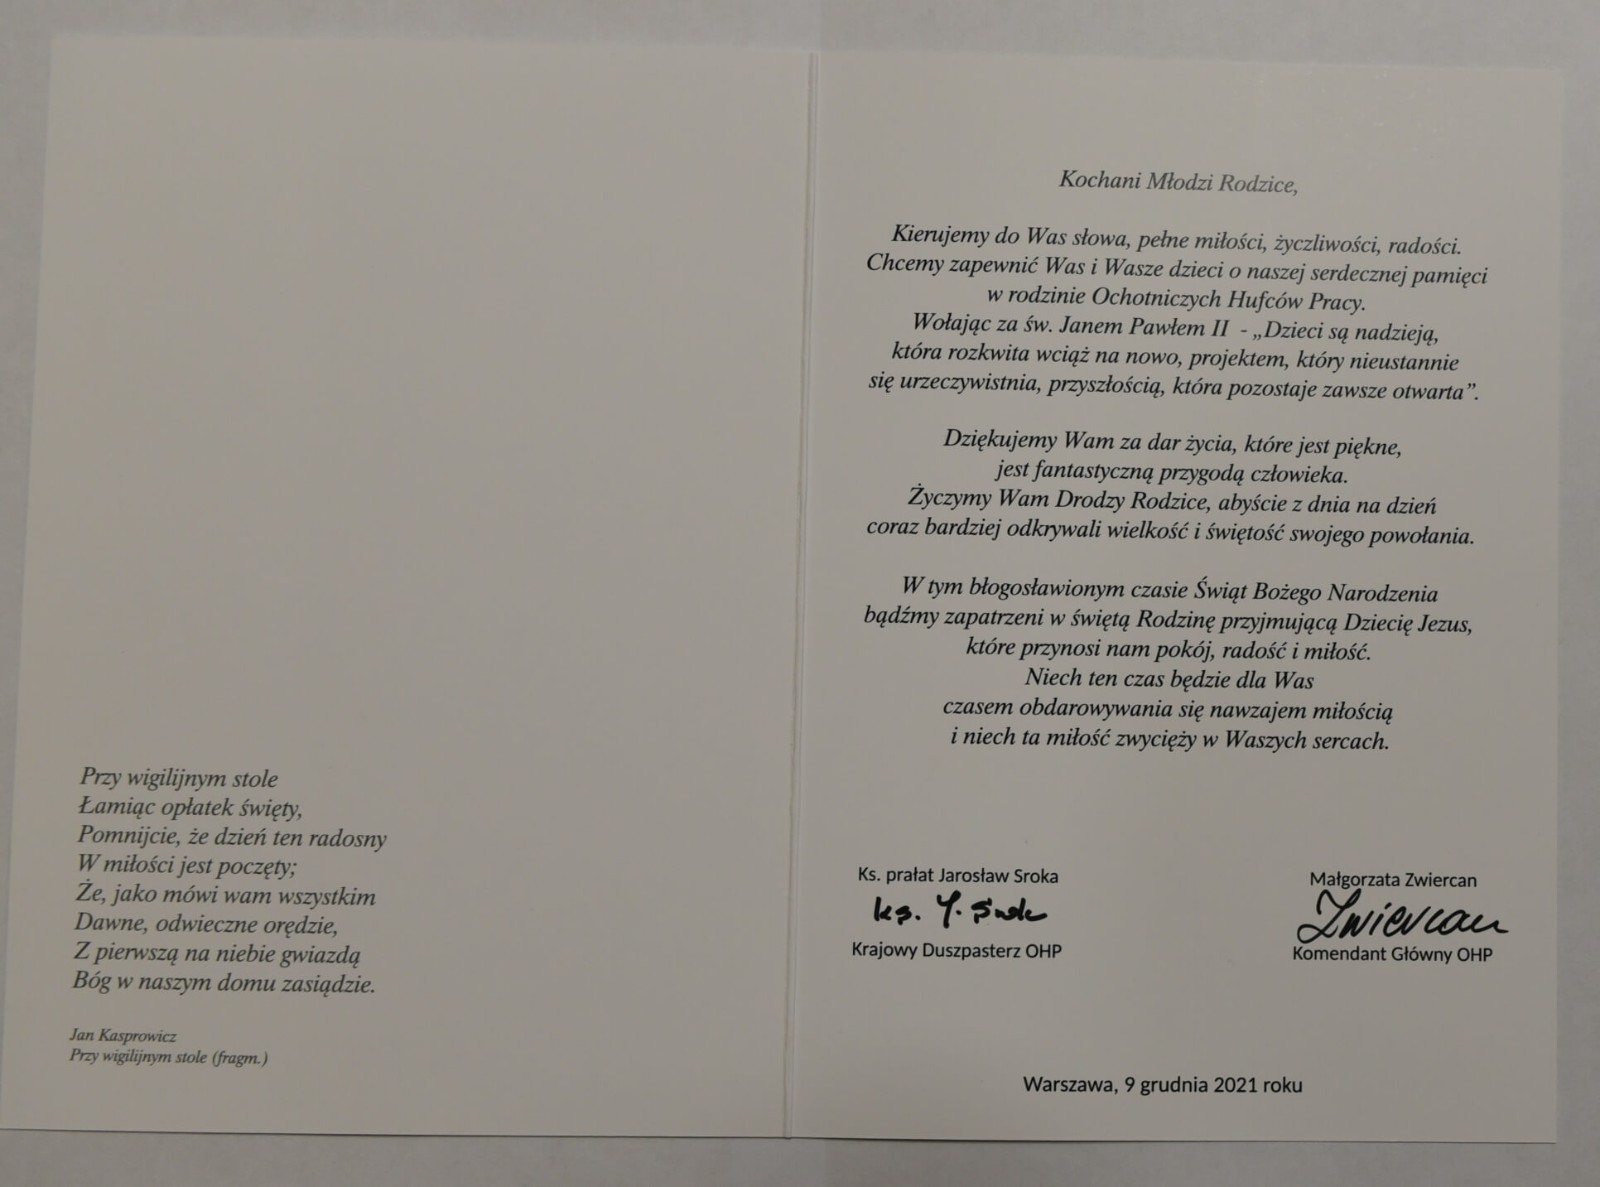 Przy wigilijnym stole
Łamiąc opłatek święty,
Pomnijcie, że dzień ten radosny
W miłości jest poczęty;
Że, jako mówi wam wszystkim
Dawne, odwieczne orędzie,
Z pierwszą na niebie gwiazdą
Bóg w naszym domu zasiądzie.
Jan Kasprowicz
Przy wigilijnym stole (fragm.)
Kochani Młodzi Rodzice,
Kierujemy do Was słowa, pełne miłości, życzliwości, radości.
Chcemy zapewnić Was i Wasze dzieci o naszej serdecznej pamięci
w rodzinie Ochotniczych Hufców Pracy.
Wołając za św. Janem Pawłem II - „Dzieci są nadzieją,
która rozkwita wciąż na nowo, projektem, który nieustannie
się urzeczywistnia, przyszłością, która pozostaje zawsze otwarta”.
Dziękujemy Wam za dar życia, które jest piękne,
jest fantastyczną przygodą człowieka.
Życzymy Wam Drodzy Rodzice, abyście z dnia na dzień
coraz bardziej odkrywali wielkość i świętość swojego powołania.
W tym błogosławionym czasie Świąt Bożego Narodzenia
bądźmy zapatrzeni w świętą Rodzinę przyjmującą Dziecię Jezus,
które przynosi nam pokój, radość i miłość.
Niech ten czas będzie dla Was
czasem obdarowywania się nawzajem miłością
i niech ta miłość zwycięży w Waszych sercach.
Ks. prałat Jarosław Sroka
ks. J. Sroka
Krajowy Duszpasterz OHP
Małgorzata Zwiercan
Zwiercan
Komendant Główny OHP
Warszawa, 9 grudnia 2021 roku